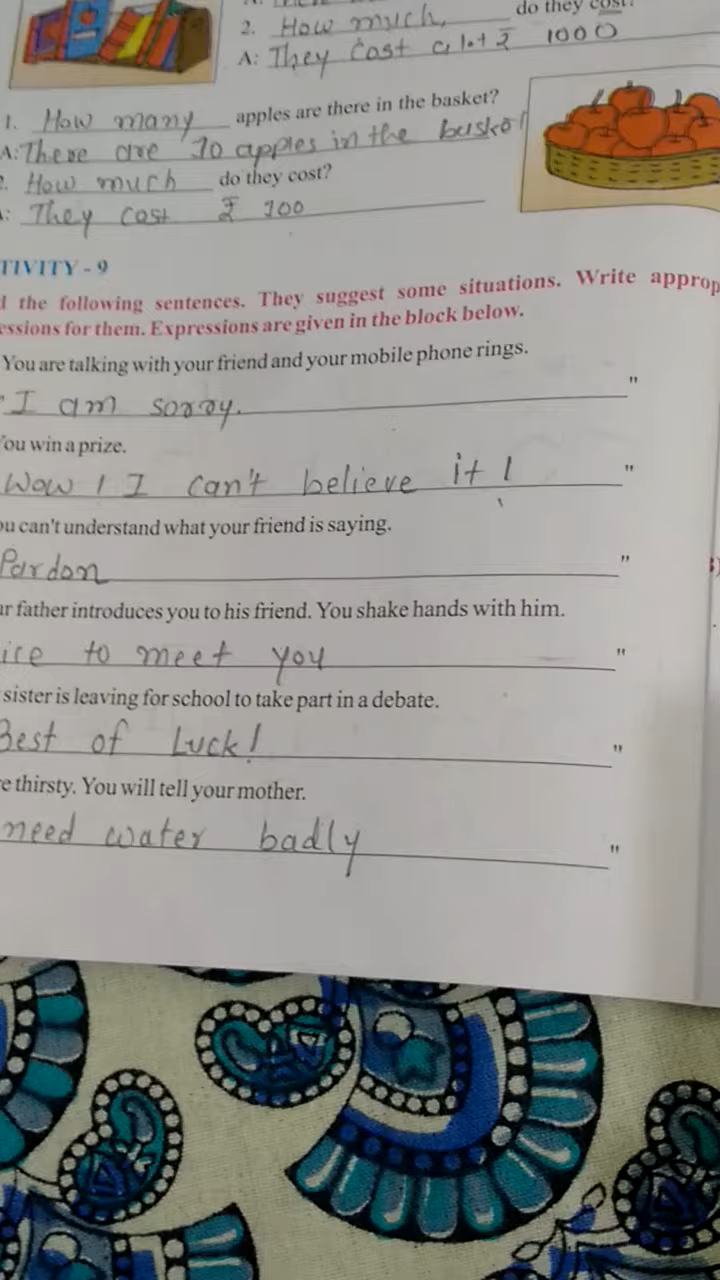 2. How much do they cost?
A: They cost a lot ₹ 1000
1. How many apples are there in the basket?
A: There are 10 apples in the
How much do they cost?
: They cost ₹ 100
TIVITY - 9
the following sentences. They suggest some situations. Write approp
essions for them. Expressions are given in the block below.
You are talking with your friend and your mobile phone rings.
I am sorry. "
You win a prize.
Wow ! I can't believe it ! "
ou can't understand what your friend is saying.
Pardon "
ur father introduces you to his friend. You shake hands with him.
ice to meet you "
sister is leaving for school to take part in a debate.
Best of Luck! "
e thirsty. You will tell your mother.
need water badly "